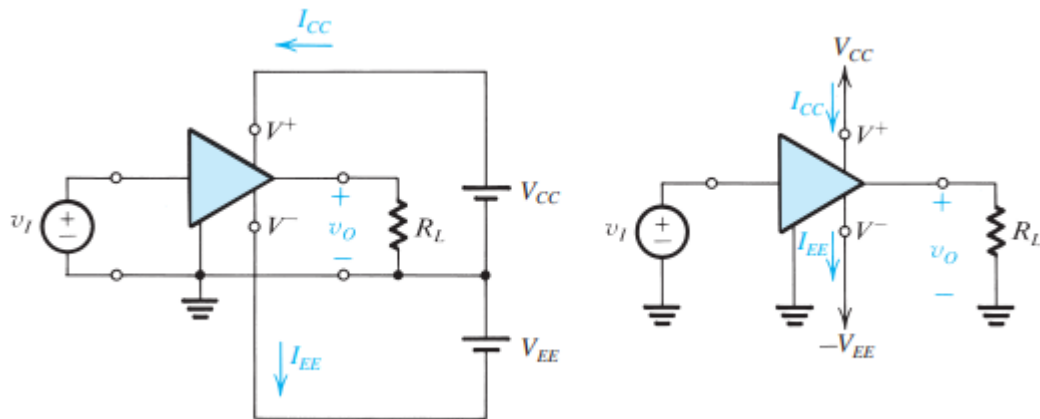 I_CC
V⁺
v_I
+
−
V⁻
+
v_O
−
R_L
V_CC
I_EE
V_EE
V_CC
I_CC
V⁺
v_I
+
−
V⁻
I_EE
+
v_O
−
R_L
−V_EE